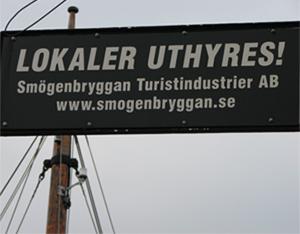 LOKALER UTHYRES!
Smögenbryggan Turistindustrier AB
www.smogenbryggan.se